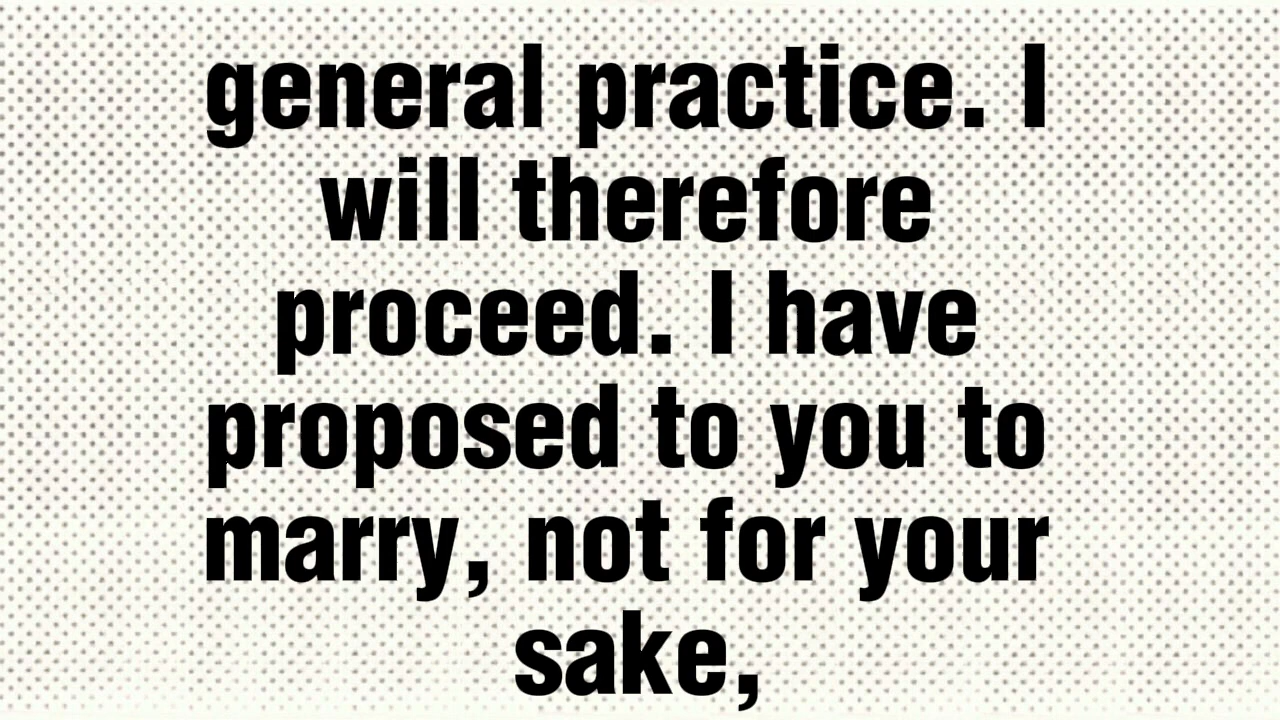 general practice. I
will therefore
proceed. I have
proposed to you to
marry, not for your
sake,